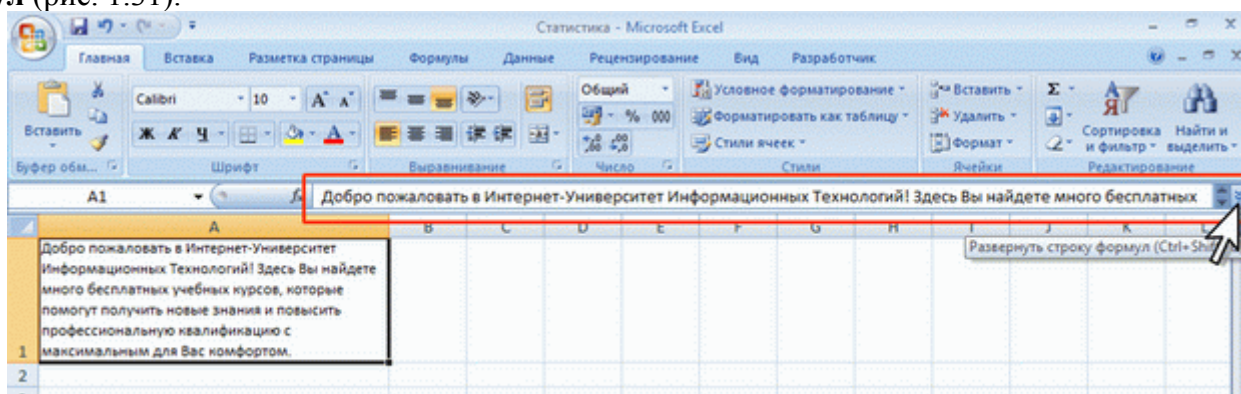 ул (рис. 1.31).
Статистика - Microsoft Excel
Главная Вставка Разметка страницы Формулы Данные Рецензирование Вид Разработчик
Calibri 10 A A Общий Условное форматирование Вставить Σ
Вставить Ж К Ч A % 000 Форматировать как таблицу Удалить Сортировка и фильтр Найти и выделить
Стили ячеек Формат
Буфер обм... Шрифт Выравнивание Число Стили Ячейки Редактирование
A1 fx Добро пожаловать в Интернет-Университет Информационных Технологий! Здесь Вы найдете много бесплатных
A B C D E F G H I J K L
Развернуть строку формул (Ctrl+Shift
Добро пожаловать в Интернет-Университет
Информационных Технологий! Здесь Вы найдете
много бесплатных учебных курсов, которые
помогут получить новые знания и повысить
профессиональную квалификацию с
1 максимальным для Вас комфортом.
2